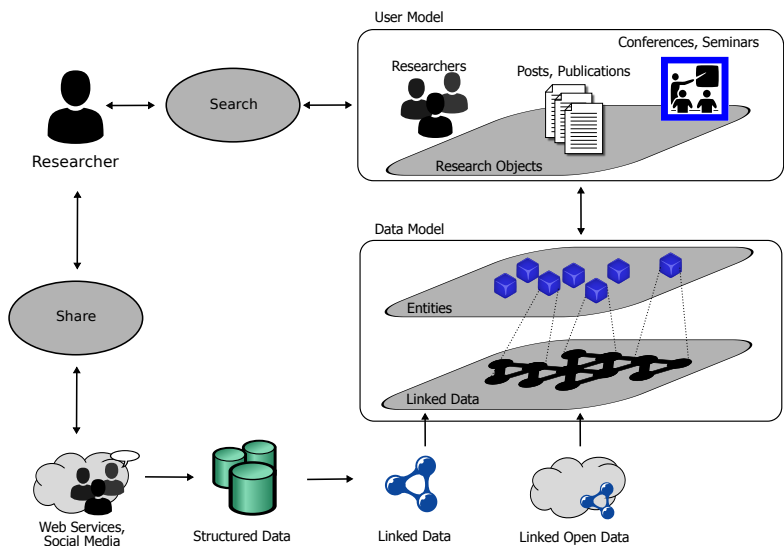 User Model
Conferences, Seminars
Researchers
Posts, Publications
Search
Researcher
Research Objects
Data Model
Entities
Share
Linked Data
Web Services,
Social Media
Structured Data
Linked Data
Linked Open Data